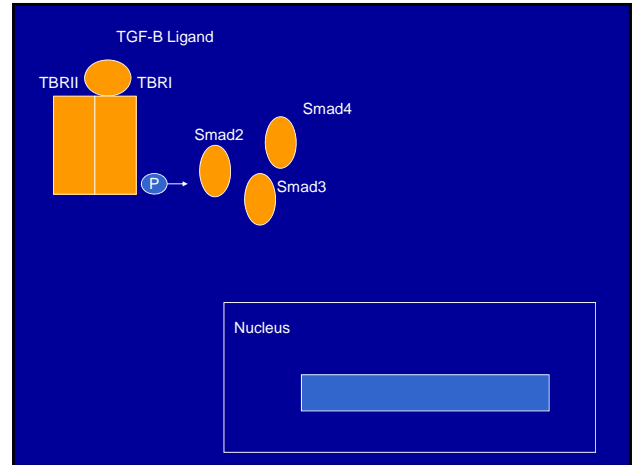 TGF-B Ligand
TBRII
TBRI
Smad4
Smad2
P
Smad3
Nucleus